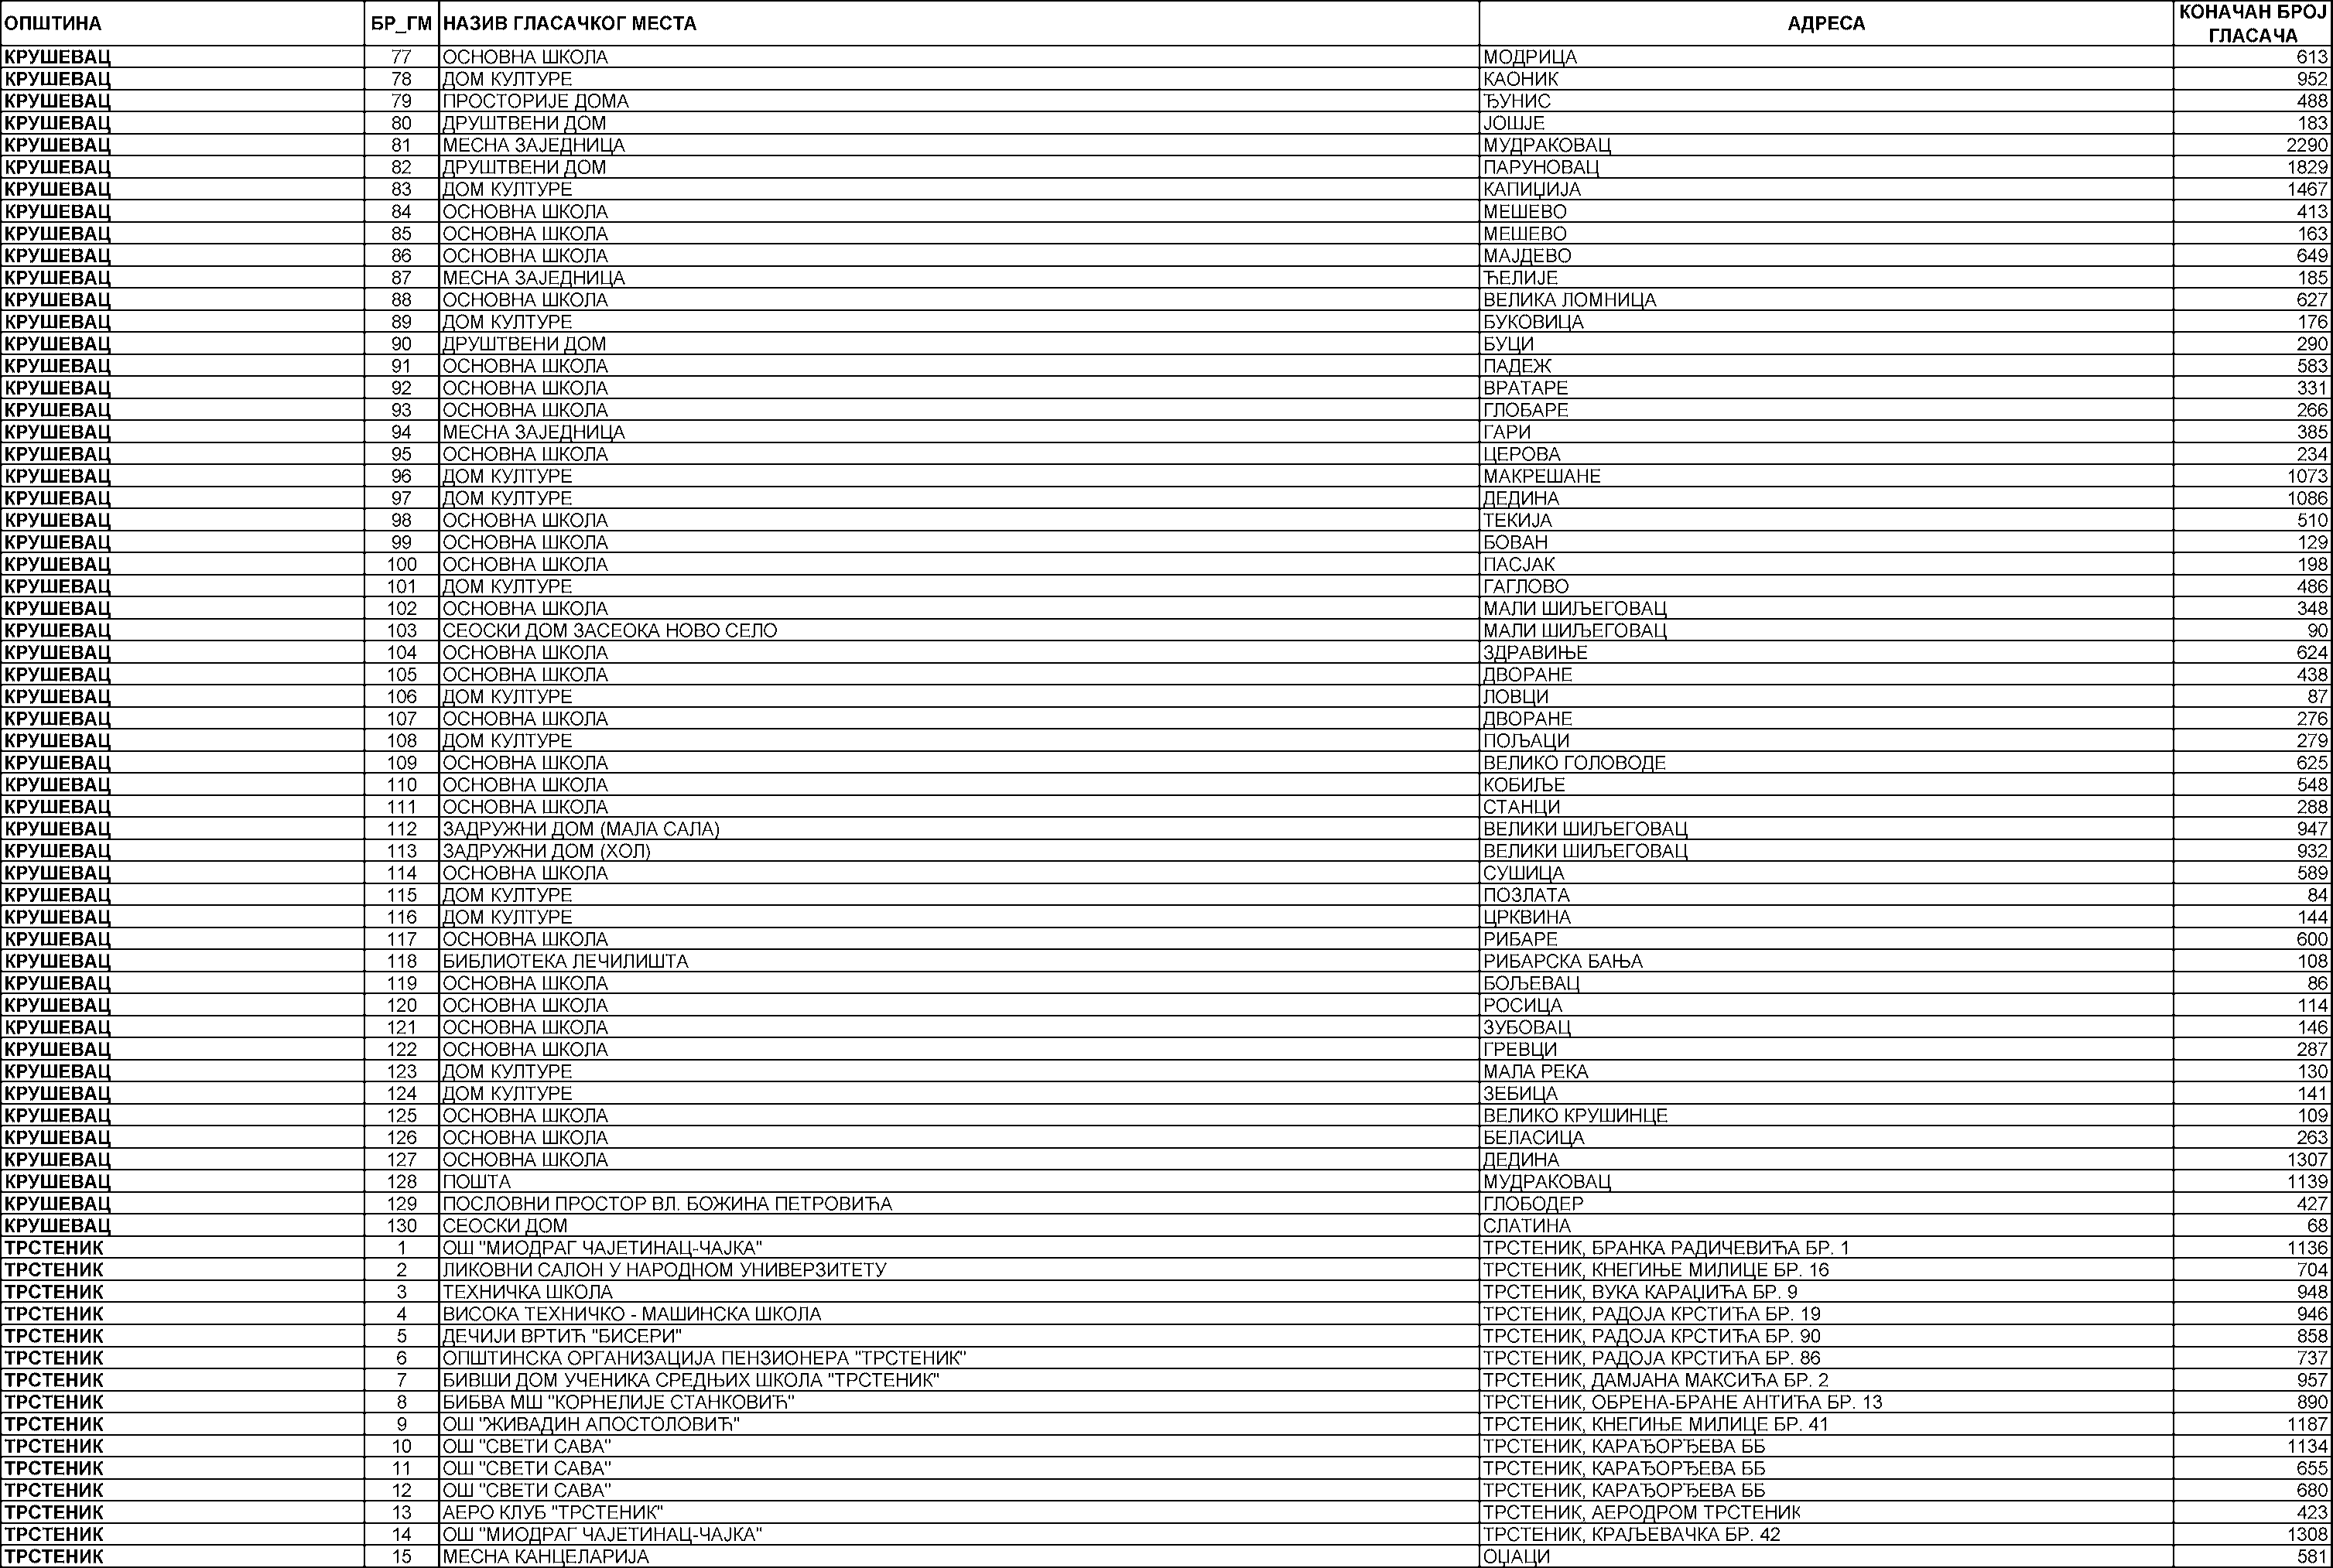 ОПШТИНА БР_ГМ НАЗИВ ГЛАСАЧКОГ МЕСТА АДРЕСА КОНАЧАН БРОЈ ГЛАСАЧА
КРУШЕВАЦ 77 ОСНОВНА ШКОЛА МОДРИЦА 613
КРУШЕВАЦ 78 ДОМ КУЛТУРЕ КАОНИК 952
КРУШЕВАЦ 79 ПРОСТОРИЈЕ ДОМА ЂУНИС 488
КРУШЕВАЦ 80 ДРУШТВЕНИ ДОМ ЈОШЈЕ 183
КРУШЕВАЦ 81 МЕСНА ЗАЈЕДНИЦА МУДРАКОВАЦ 2290
КРУШЕВАЦ 82 ДРУШТВЕНИ ДОМ ПАРУНОВАЦ 1829
КРУШЕВАЦ 83 ДОМ КУЛТУРЕ КАПИЏИЈА 1467
КРУШЕВАЦ 84 ОСНОВНА ШКОЛА МЕШЕВО 413
КРУШЕВАЦ 85 ОСНОВНА ШКОЛА МЕШЕВО 163
КРУШЕВАЦ 86 ОСНОВНА ШКОЛА МАЈДЕВО 649
КРУШЕВАЦ 87 МЕСНА ЗАЈЕДНИЦА ЋЕЛИЈЕ 185
КРУШЕВАЦ 88 ОСНОВНА ШКОЛА ВЕЛИКА ЛОМНИЦА 627
КРУШЕВАЦ 89 ДОМ КУЛТУРЕ БУКОВИЦА 176
КРУШЕВАЦ 90 ДРУШТВЕНИ ДОМ БУЦИ 290
КРУШЕВАЦ 91 ОСНОВНА ШКОЛА ПАДЕЖ 583
КРУШЕВАЦ 92 ОСНОВНА ШКОЛА ВРАТАРЕ 331
КРУШЕВАЦ 93 ОСНОВНА ШКОЛА ГЛОБАРЕ 266
КРУШЕВАЦ 94 МЕСНА ЗАЈЕДНИЦА ГАРИ 385
КРУШЕВАЦ 95 ОСНОВНА ШКОЛА ЦЕРОВА 234
КРУШЕВАЦ 96 ДОМ КУЛТУРЕ МАКРЕШАНЕ 1073
КРУШЕВАЦ 97 ДОМ КУЛТУРЕ ДЕДИНА 1086
КРУШЕВАЦ 98 ОСНОВНА ШКОЛА ТЕКИЈА 510
КРУШЕВАЦ 99 ОСНОВНА ШКОЛА БОВАН 129
КРУШЕВАЦ 100 ОСНОВНА ШКОЛА ПАСЈАК 198
КРУШЕВАЦ 101 ДОМ КУЛТУРЕ ГАГЛОВО 486
КРУШЕВАЦ 102 ОСНОВНА ШКОЛА МАЛИ ШИЉЕГОВАЦ 348
КРУШЕВАЦ 103 СЕОСКИ ДОМ ЗАСЕОКА НОВО СЕЛО МАЛИ ШИЉЕГОВАЦ 90
КРУШЕВАЦ 104 ОСНОВНА ШКОЛА ЗДРАВИЊЕ 624
КРУШЕВАЦ 105 ОСНОВНА ШКОЛА ДВОРАНЕ 438
КРУШЕВАЦ 106 ДОМ КУЛТУРЕ ЛОВЦИ 87
КРУШЕВАЦ 107 ОСНОВНА ШКОЛА ДВОРАНЕ 276
КРУШЕВАЦ 108 ДОМ КУЛТУРЕ ПОЉАЦИ 279
КРУШЕВАЦ 109 ОСНОВНА ШКОЛА ВЕЛИКО ГОЛОВОДЕ 625
КРУШЕВАЦ 110 ОСНОВНА ШКОЛА КОБИЉЕ 548
КРУШЕВАЦ 111 ОСНОВНА ШКОЛА СТАНЦИ 288
КРУШЕВАЦ 112 ЗАДРУЖНИ ДОМ (МАЛА САЛА) ВЕЛИКИ ШИЉЕГОВАЦ 947
КРУШЕВАЦ 113 ЗАДРУЖНИ ДОМ (ХОЛ) ВЕЛИКИ ШИЉЕГОВАЦ 932
КРУШЕВАЦ 114 ОСНОВНА ШКОЛА СУШИЦА 589
КРУШЕВАЦ 115 ДОМ КУЛТУРЕ ПОЗЛАТА 84
КРУШЕВАЦ 116 ДОМ КУЛТУРЕ ЦРКВИНА 144
КРУШЕВАЦ 117 ОСНОВНА ШКОЛА РИБАРЕ 600
КРУШЕВАЦ 118 БИБЛИОТЕКА ЛЕЧИЛИШТА РИБАРСКА БАЊА 108
КРУШЕВАЦ 119 ОСНОВНА ШКОЛА БОЉЕВАЦ 86
КРУШЕВАЦ 120 ОСНОВНА ШКОЛА РОСИЦА 114
КРУШЕВАЦ 121 ОСНОВНА ШКОЛА ЗУБОВАЦ 146
КРУШЕВАЦ 122 ОСНОВНА ШКОЛА ГРЕВЦИ 287
КРУШЕВАЦ 123 ДОМ КУЛТУРЕ МАЛА РЕКА 130
КРУШЕВАЦ 124 ДОМ КУЛТУРЕ ЗЕБИЦА 141
КРУШЕВАЦ 125 ОСНОВНА ШКОЛА ВЕЛИКО КРУШИНЦЕ 109
КРУШЕВАЦ 126 ОСНОВНА ШКОЛА БЕЛАСИЦА 263
КРУШЕВАЦ 127 ОСНОВНА ШКОЛА ДЕДИНА 1307
КРУШЕВАЦ 128 ПОШТА МУДРАКОВАЦ 1139
КРУШЕВАЦ 129 ПОСЛОВНИ ПРОСТОР ВЛ. БОЖИНА ПЕТРОВИЋА ГЛОБОДЕР 427
КРУШЕВАЦ 130 СЕОСКИ ДОМ СЛАТИНА 68
ТРСТЕНИК 1 ОШ "МИОДРАГ ЧАЈЕТИНАЦ-ЧАЈКА" ТРСТЕНИК, БРАНКА РАДИЧЕВИЋА БР. 1 1136
ТРСТЕНИК 2 ЛИКОВНИ САЛОН У НАРОДНОМ УНИВЕРЗИТЕТУ ТРСТЕНИК, КНЕГИЊЕ МИЛИЦЕ БР. 16 704
ТРСТЕНИК 3 ТЕХНИЧКА ШКОЛА ТРСТЕНИК, ВУКА КАРАЏИЋА БР. 9 948
ТРСТЕНИК 4 ВИСОКА ТЕХНИЧКО - МАШИНСКА ШКОЛА ТРСТЕНИК, РАДОЈА КРСТИЋА БР. 19 946
ТРСТЕНИК 5 ДЕЧИЈИ ВРТИЋ "БИСЕРИ" ТРСТЕНИК, РАДОЈА КРСТИЋА БР. 90 858
ТРСТЕНИК 6 ОПШТИНСКА ОРГАНИЗАЦИЈА ПЕНЗИОНЕРА "ТРСТЕНИК" ТРСТЕНИК, РАДОЈА КРСТИЋА БР. 86 737
ТРСТЕНИК 7 БИВШИ ДОМ УЧЕНИКА СРЕДЊИХ ШКОЛА "ТРСТЕНИК" ТРСТЕНИК, ДАМЈАНА МАКСИЋА БР. 2 957
ТРСТЕНИК 8 БИБВА МШ "КОРНЕЛИЈЕ СТАНКОВИЋ" ТРСТЕНИК, ОБРЕНА-БРАНЕ АНТИЋА БР. 13 890
ТРСТЕНИК 9 ОШ "ЖИВАДИН АПОСТОЛОВИЋ" ТРСТЕНИК, КНЕГИЊЕ МИЛИЦЕ БР. 41 1187
ТРСТЕНИК 10 ОШ "СВЕТИ САВА" ТРСТЕНИК, КАРАЂОРЂЕВА ББ 1134
ТРСТЕНИК 11 ОШ "СВЕТИ САВА" ТРСТЕНИК, КАРАЂОРЂЕВА ББ 655
ТРСТЕНИК 12 ОШ "СВЕТИ САВА" ТРСТЕНИК, КАРАЂОРЂЕВА ББ 680
ТРСТЕНИК 13 АЕРО КЛУБ "ТРСТЕНИК" ТРСТЕНИК, АЕРОДРОМ ТРСТЕНИК 423
ТРСТЕНИК 14 ОШ "МИОДРАГ ЧАЈЕТИНАЦ-ЧАЈКА" ТРСТЕНИК, КРАЉЕВАЧКА БР. 42 1308
ТРСТЕНИК 15 МЕСНА КАНЦЕЛАРИЈА ОЏАЦИ 581